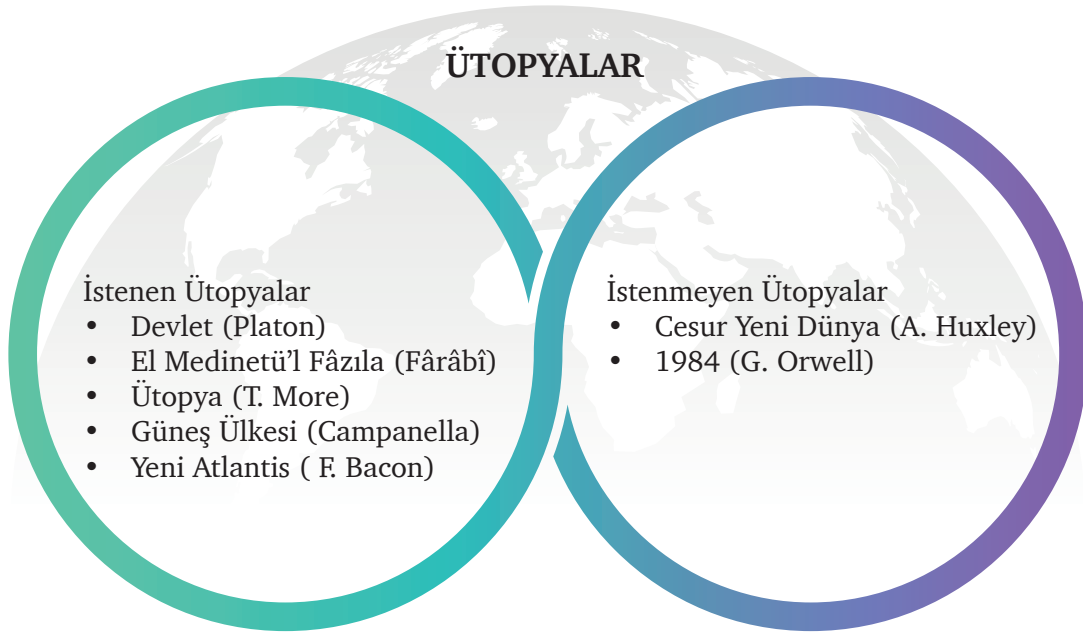 ÜTOPYALAR
İstenen Ütopyalar
• Devlet (Platon)
• El Medinetü’l Fâzıla (Fârâbî)
• Ütopya (T. More)
• Güneş Ülkesi (Campanella)
• Yeni Atlantis ( F. Bacon)
İstenmeyen Ütopyalar
• Cesur Yeni Dünya (A. Huxley)
• 1984 (G. Orwell)